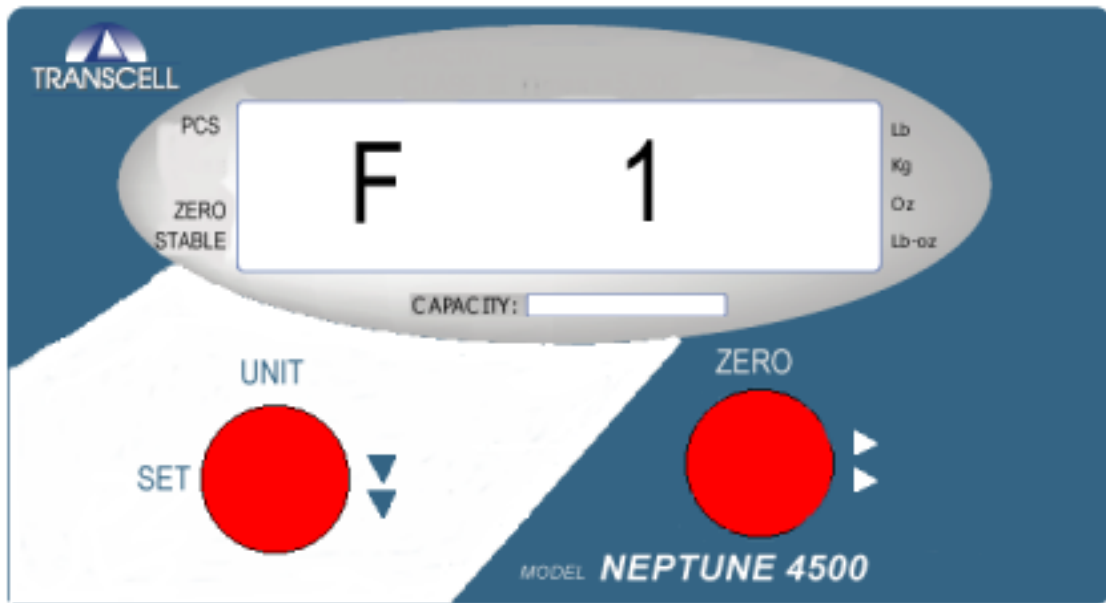 TRANSCELL
PCS
ZERO
STABLE
F 1
Lb
Kg
Oz
Lb-oz
CAPACITY:
UNIT
SET
ZERO
MODEL NEPTUNE 4500